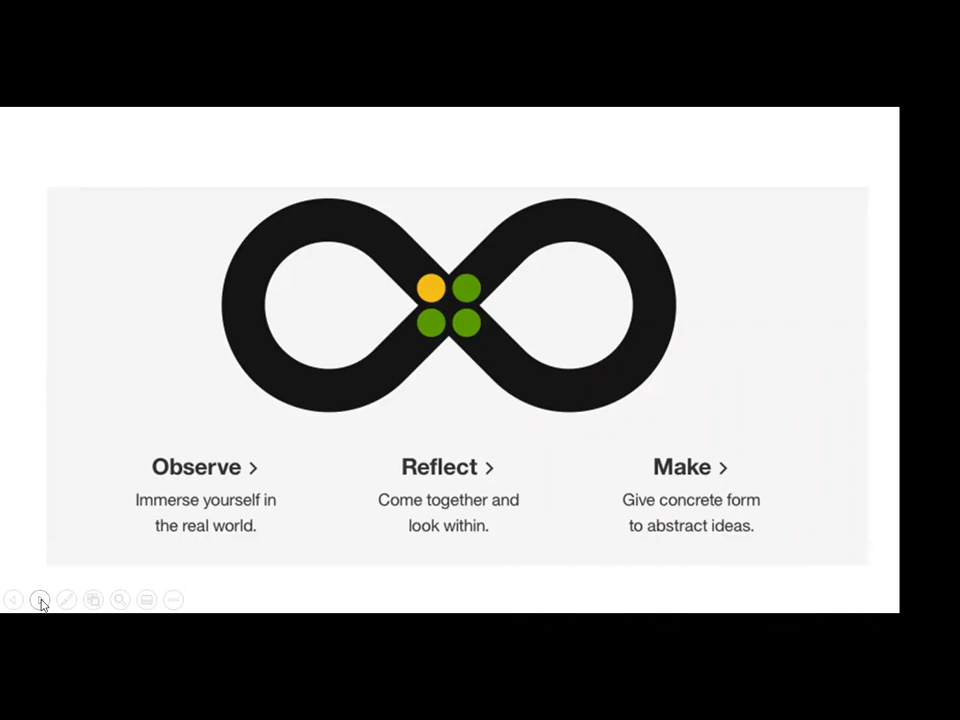 Observe >
Immerse yourself in
the real world.
Reflect >
Come together and
look within.
Make >
Give concrete form
to abstract ideas.